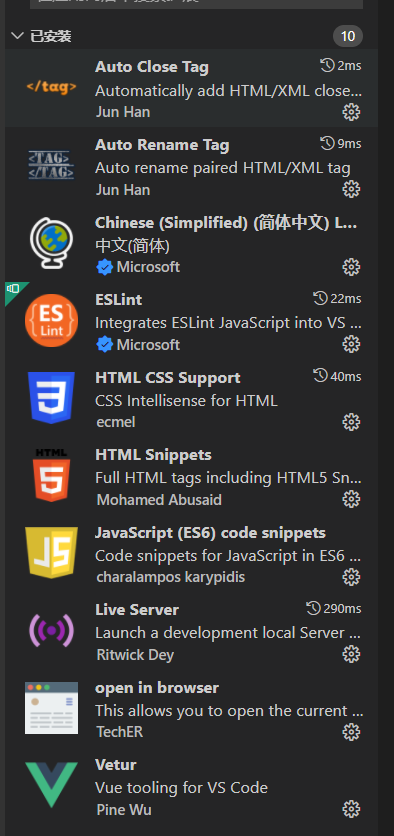 已安装 10
</tag>
Auto Close Tag 2ms
Automatically add HTML/XML close...
Jun Han
<TAG>
</TAG>
Auto Rename Tag 9ms
Auto rename paired HTML/XML tag
Jun Han
Chinese (Simplified) (简体中文) L...
中文(简体)
Microsoft
ES
Lint
ESLint 22ms
Integrates ESLint JavaScript into VS ...
Microsoft
3
HTML CSS Support 40ms
CSS Intellisense for HTML
ecmel
HTML
5
HTML Snippets
Full HTML tags including HTML5 Sn...
Mohamed Abusaid
JS
JavaScript (ES6) code snippets
Code snippets for JavaScript in ES6 ...
charalampos karypidis
Live Server 290ms
Launch a development local Server ...
Ritwick Dey
open in browser
This allows you to open the current ...
TechER
Vetur
Vue tooling for VS Code
Pine Wu